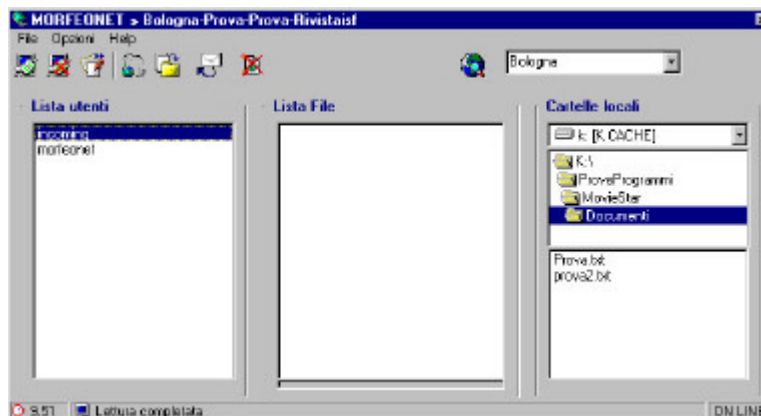 MORFEONET > Bologna-Prova-Prova-Rivistaisf
File Opzioni Help
Bologna
Lista utenti
Lista File
Cartelle locali
incoming
morfeonet
k: [K CACHE]
K:\
ProveProgrammi
MovieStar
Documenti
Prova.txt
prova2.txt
9.51 Lettura completata
ON LINE